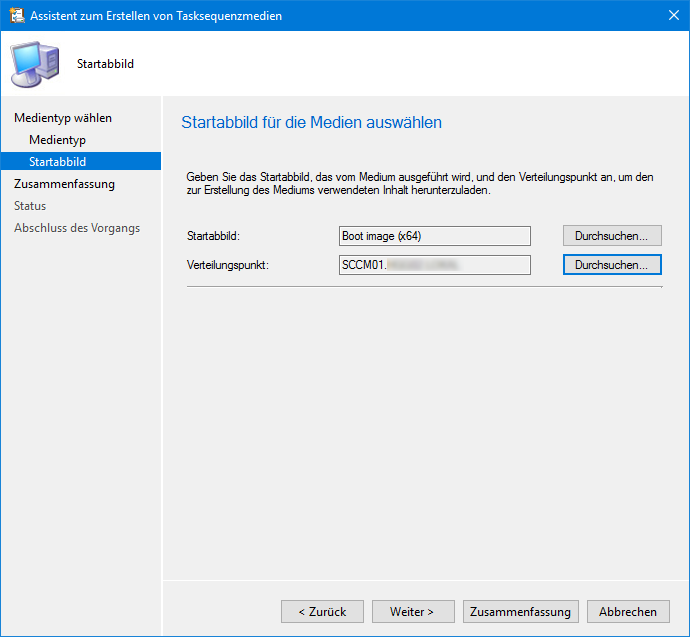 Assistent zum Erstellen von Tasksequenzmedien
Startabbild
Medientyp wählen
Medientyp
Startabbild
Zusammenfassung
Status
Abschluss des Vorgangs
Startabbild für die Medien auswählen
Geben Sie das Startabbild, das vom Medium ausgeführt wird, und den Verteilungspunkt an, um den
zur Erstellung des Mediums verwendeten Inhalt herunterzuladen.
Startabbild: Boot image (x64) Durchsuchen...
Verteilungspunkt: SCCM01. Durchsuchen...
< Zurück Weiter > Zusammenfassung Abbrechen